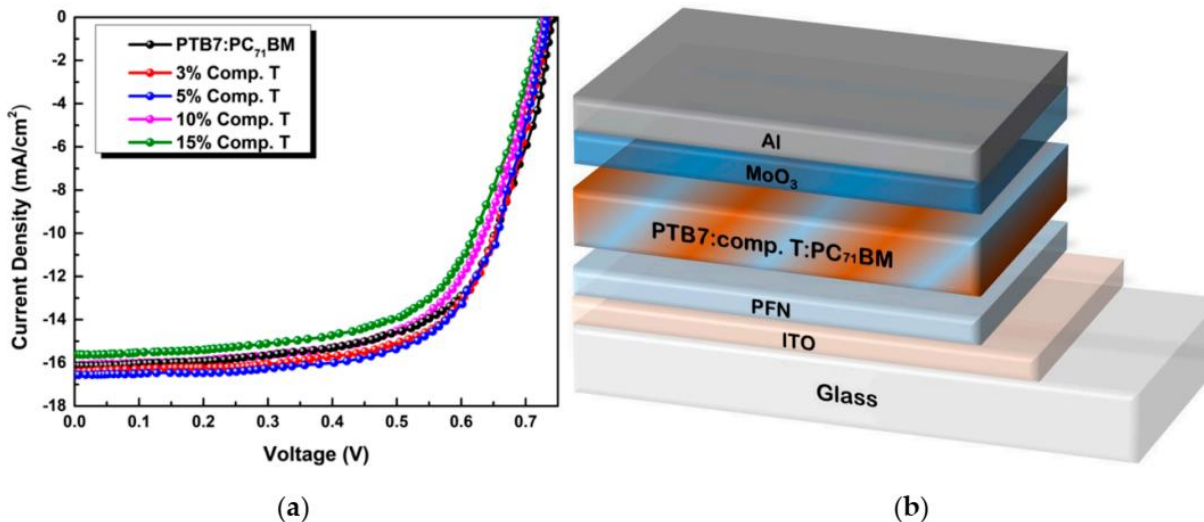 PTB7:PC₇₁BM
3% Comp. T
5% Comp. T
10% Comp. T
15% Comp. T
0
-2
-4
-6
-8
-10
-12
-14
-16
-18
Current Density (mA/cm²)
0.0 0.1 0.2 0.3 0.4 0.5 0.6 0.7
Voltage (V)
(a)
Al
MoO₃
PTB7:comp. T:PC₇₁BM
PFN
ITO
Glass
(b)